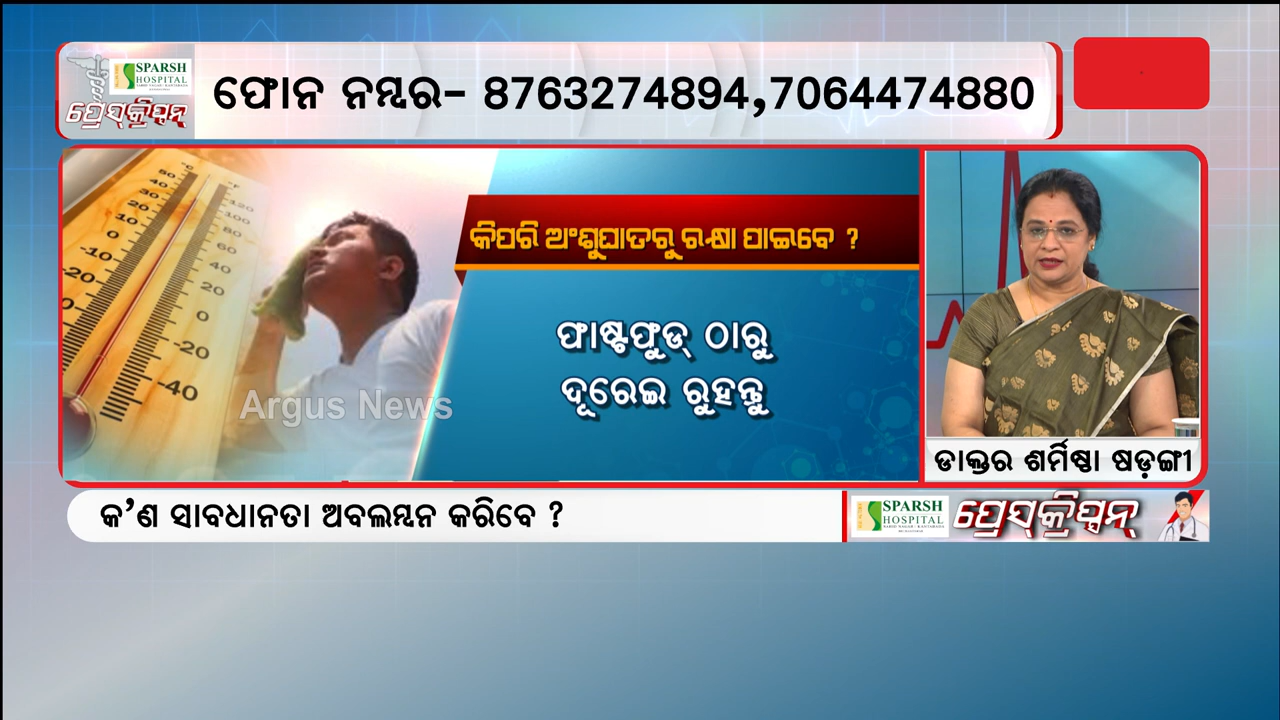 SPARSH
HOSPITAL
ପ୍ରେସ୍କ୍ରିପ୍ସନ୍
ଫୋନ ନମ୍ବର- 8763274894,7064474880
କିପରି ଅଂଶୁଘାତରୁ ରକ୍ଷା ପାଇବେ ?
ଫାଷ୍ଟଫୁଡ୍ ଠାରୁ
ଦୂରେଇ ରୁହନ୍ତୁ
Argus News
ଡାକ୍ତର ଶର୍ମିଷ୍ଠା ଷଡ଼ଙ୍ଗୀ
କ'ଣ ସାବଧାନତା ଅବଲମ୍ବନ କରିବେ ?
SPARSH
HOSPITAL
ପ୍ରେସ୍କ୍ରିପ୍ସନ୍